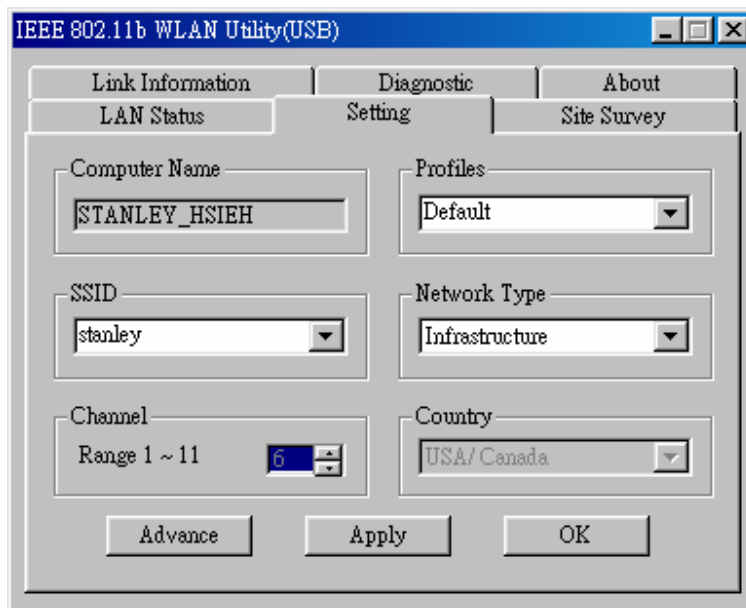 IEEE 802.11b WLAN Utility(USB)
Link Information
Diagnostic
About
LAN Status
Setting
Site Survey
Computer Name
STANLEY_HSIEH
Profiles
Default
SSID
stanley
Network Type
Infrastructure
Channel
Range 1 ~ 11
6
Country
USA/ Canada
Advance
Apply
OK